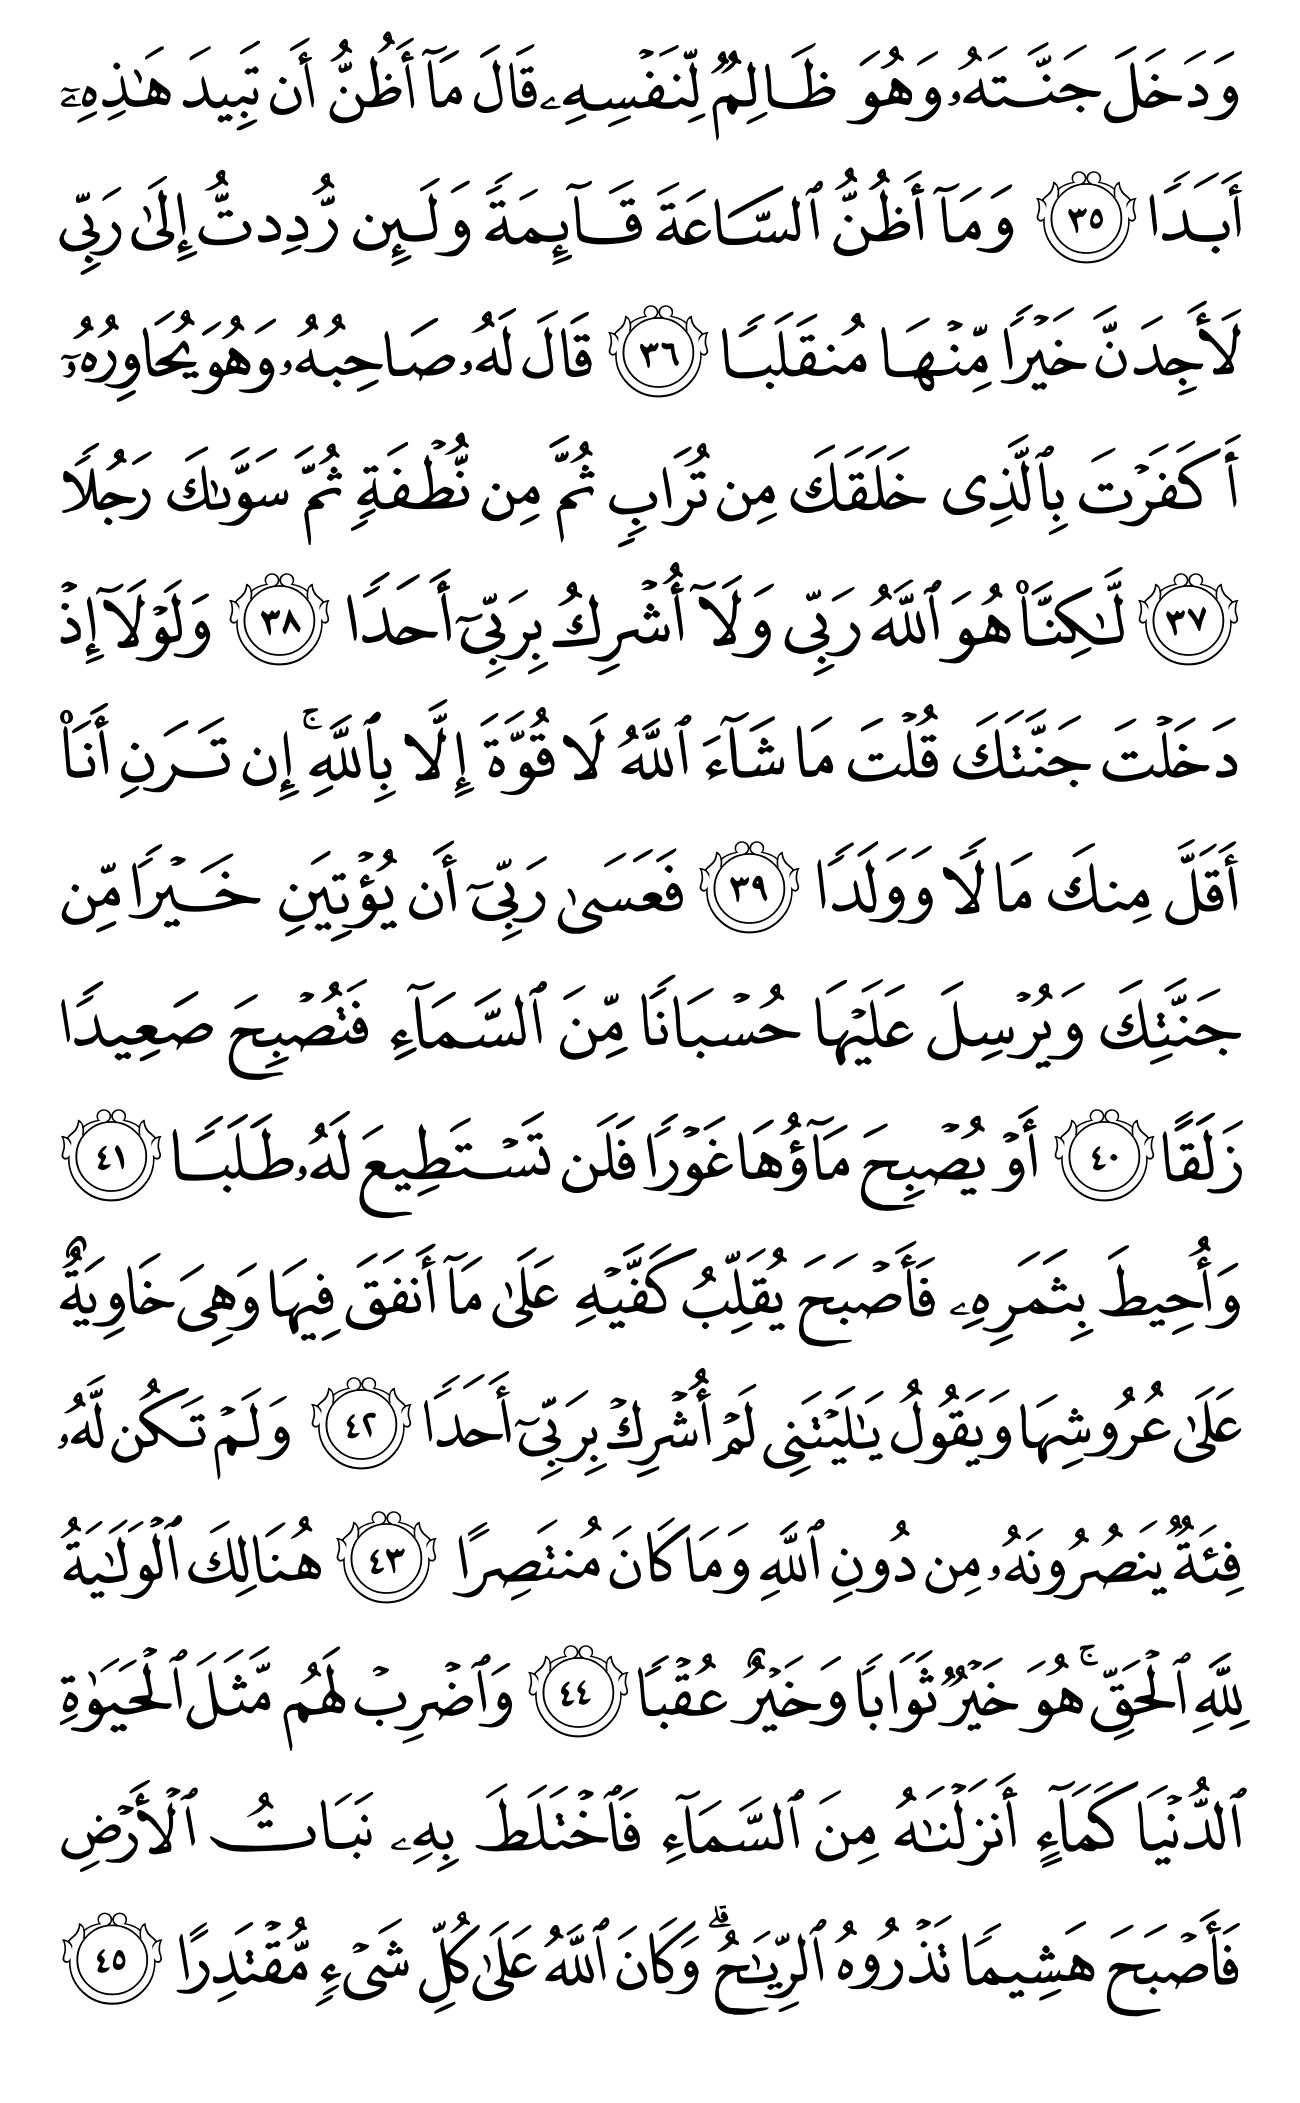 وَدَخَلَ جَنَّتَهُۥ وَهُوَ ظَالِمٌ لِّنَفْسِهِۦ قَالَ مَآ أَظُنُّ أَن تَبِيدَ هَٰذِهِۦٓ
أَبَدًا ٣٥ وَمَآ أَظُنُّ ٱلسَّاعَةَ قَآئِمَةً وَلَئِن رُّدِدتُّ إِلَىٰ رَبِّى
لَأَجِدَنَّ خَيْرًا مِّنْهَا مُنقَلَبًا ٣٦ قَالَ لَهُۥ صَاحِبُهُۥ وَهُوَ يُحَاوِرُهُۥٓ
أَكَفَرْتَ بِٱلَّذِى خَلَقَكَ مِن تُرَابٍ ثُمَّ مِن نُّطْفَةٍ ثُمَّ سَوَّىٰكَ رَجُلًا
٣٧ لَّٰكِنَّا۠ هُوَ ٱللَّهُ رَبِّى وَلَآ أُشْرِكُ بِرَبِّىٓ أَحَدًا ٣٨ وَلَوْلَآ إِذْ
دَخَلْتَ جَنَّتَكَ قُلْتَ مَا شَآءَ ٱللَّهُ لَا قُوَّةَ إِلَّا بِٱللَّهِ ۚ إِن تَرَنِ أَنَا۠
أَقَلَّ مِنكَ مَالًا وَوَلَدًا ٣٩ فَعَسَىٰ رَبِّىٓ أَن يُؤْتِيَنِ خَيْرًا مِّن
جَنَّتِكَ وَيُرْسِلَ عَلَيْهَا حُسْبَانًا مِّنَ ٱلسَّمَآءِ فَتُصْبِحَ صَعِيدًا
زَلَقًا ٤٠ أَوْ يُصْبِحَ مَآؤُهَا غَوْرًا فَلَن تَسْتَطِيعَ لَهُۥ طَلَبًا ٤١
وَأُحِيطَ بِثَمَرِهِۦ فَأَصْبَحَ يُقَلِّبُ كَفَّيْهِ عَلَىٰ مَآ أَنفَقَ فِيهَا وَهِىَ خَاوِيَةٌ
عَلَىٰ عُرُوشِهَا وَيَقُولُ يَٰلَيْتَنِى لَمْ أُشْرِكْ بِرَبِّىٓ أَحَدًا ٤٢ وَلَمْ تَكُن لَّهُۥ
فِئَةٌ يَنصُرُونَهُۥ مِن دُونِ ٱللَّهِ وَمَا كَانَ مُنتَصِرًا ٤٣ هُنَالِكَ ٱلْوَلَٰيَةُ
لِلَّهِ ٱلْحَقِّ ۚ هُوَ خَيْرٌ ثَوَابًا وَخَيْرٌ عُقْبًا ٤٤ وَٱضْرِبْ لَهُم مَّثَلَ ٱلْحَيَوٰةِ
ٱلدُّنْيَا كَمَآءٍ أَنزَلْنَٰهُ مِنَ ٱلسَّمَآءِ فَٱخْتَلَطَ بِهِۦ نَبَاتُ ٱلْأَرْضِ
فَأَصْبَحَ هَشِيمًا تَذْرُوهُ ٱلرِّيَٰحُ ۗ وَكَانَ ٱللَّهُ عَلَىٰ كُلِّ شَىْءٍ مُّقْتَدِرًا ٤٥